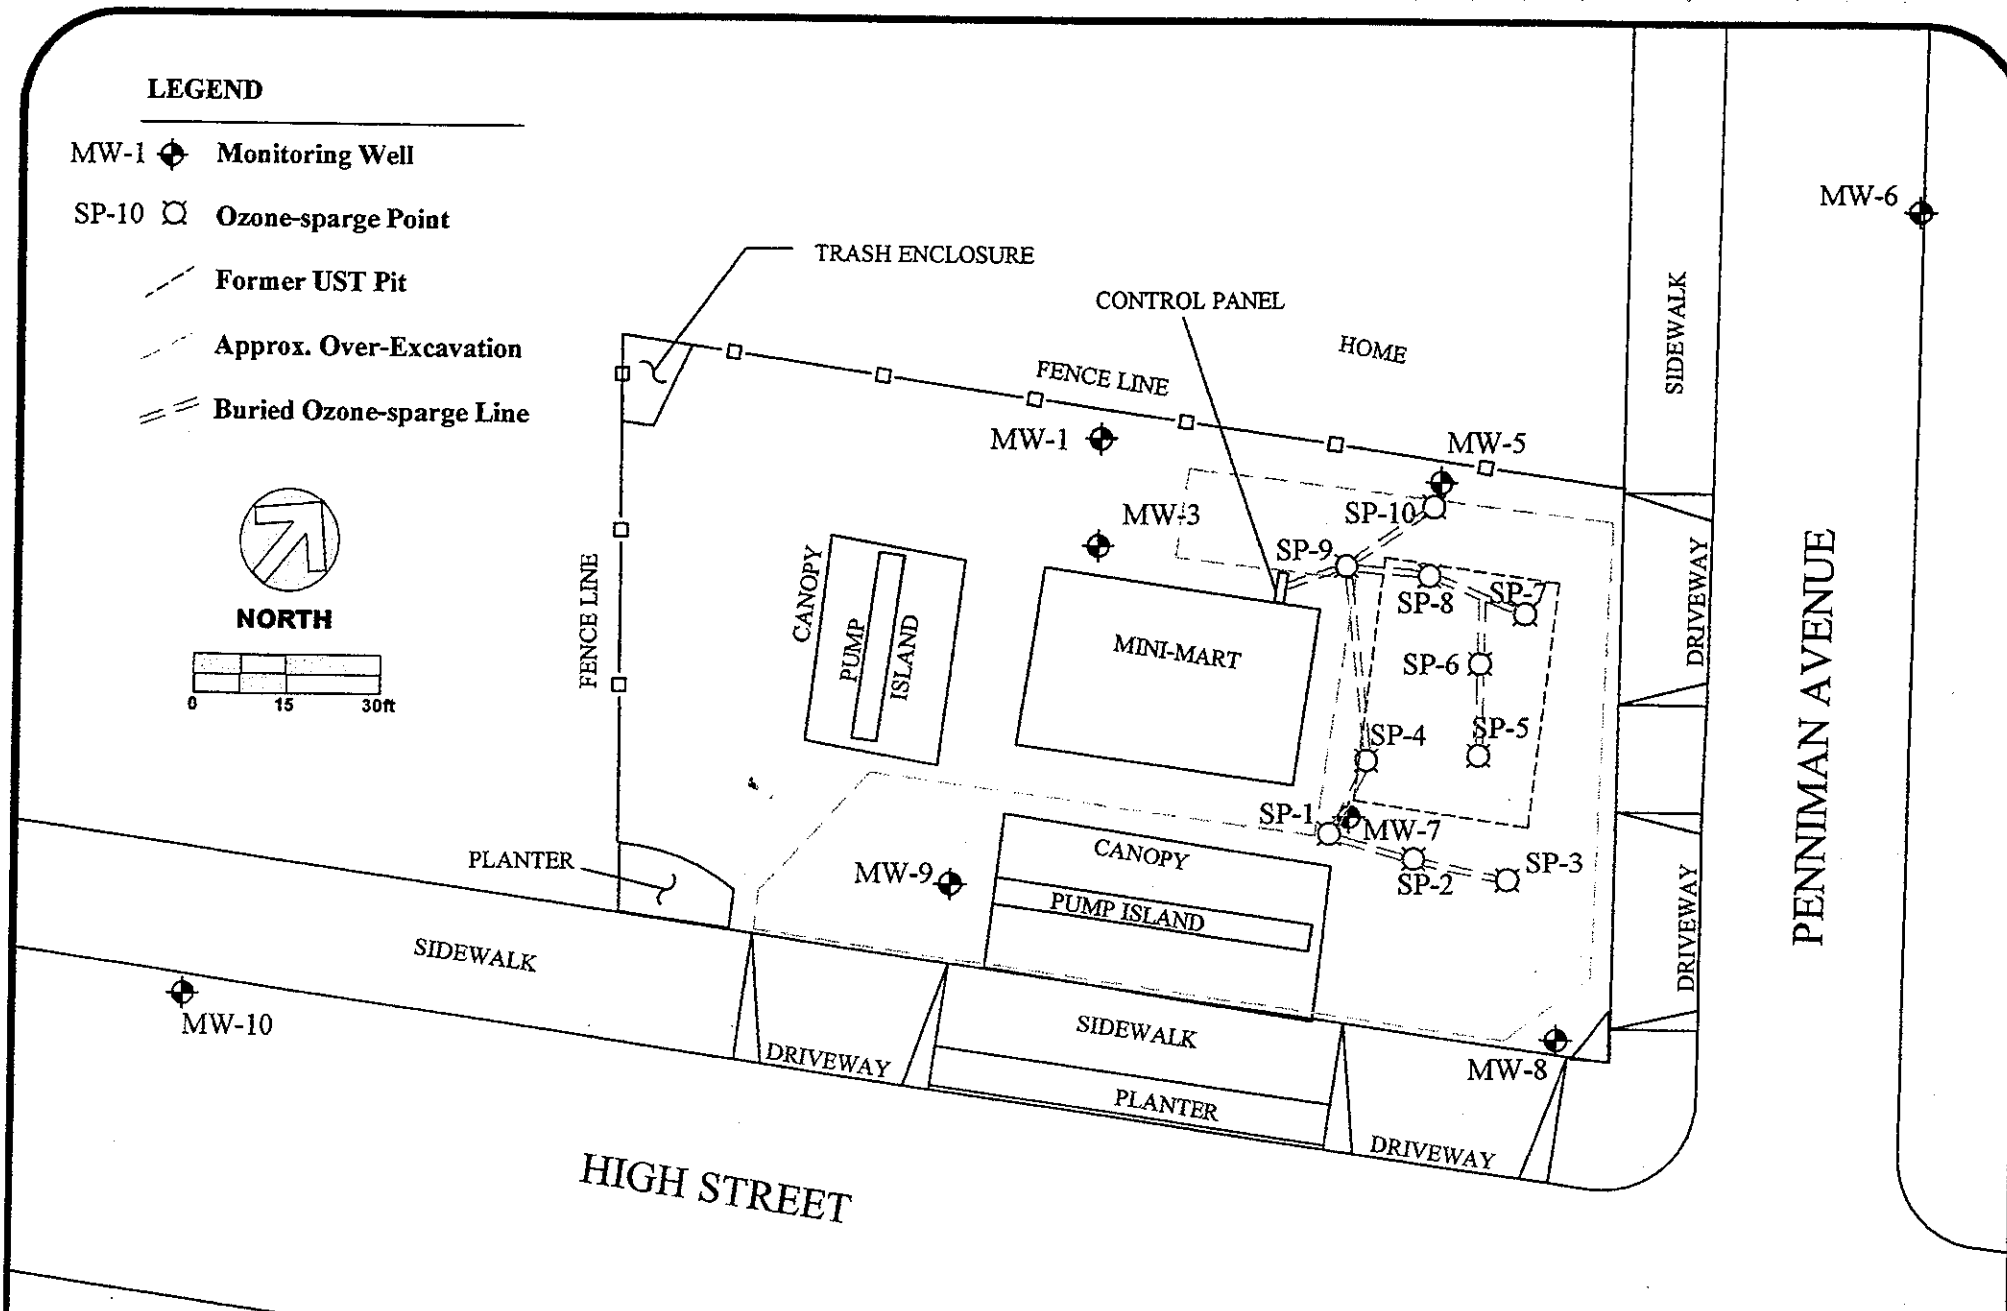 LEGEND
MW-1 Monitoring Well
SP-10 Ozone-sparge Point
Former UST Pit
Approx. Over-Excavation
Buried Ozone-sparge Line
NORTH
0 15 30ft
TRASH ENCLOSURE
CONTROL PANEL
HOME
FENCE LINE
MW-1
MW-5
MW-6
SIDEWALK
MW-3
SP-10
SP-9
SP-8
SP-7
SP-6
SP-5
SP-4
SP-1
MW-7
SP-2
SP-3
CANOPY
PUMP
ISLAND
MINI-MART
FENCE LINE
DRIVEWAY
PENNIMAN AVENUE
DRIVEWAY
PLANTER
MW-9
CANOPY
PUMP ISLAND
SIDEWALK
MW-10
DRIVEWAY
SIDEWALK
PLANTER
MW-8
DRIVEWAY
HIGH STREET